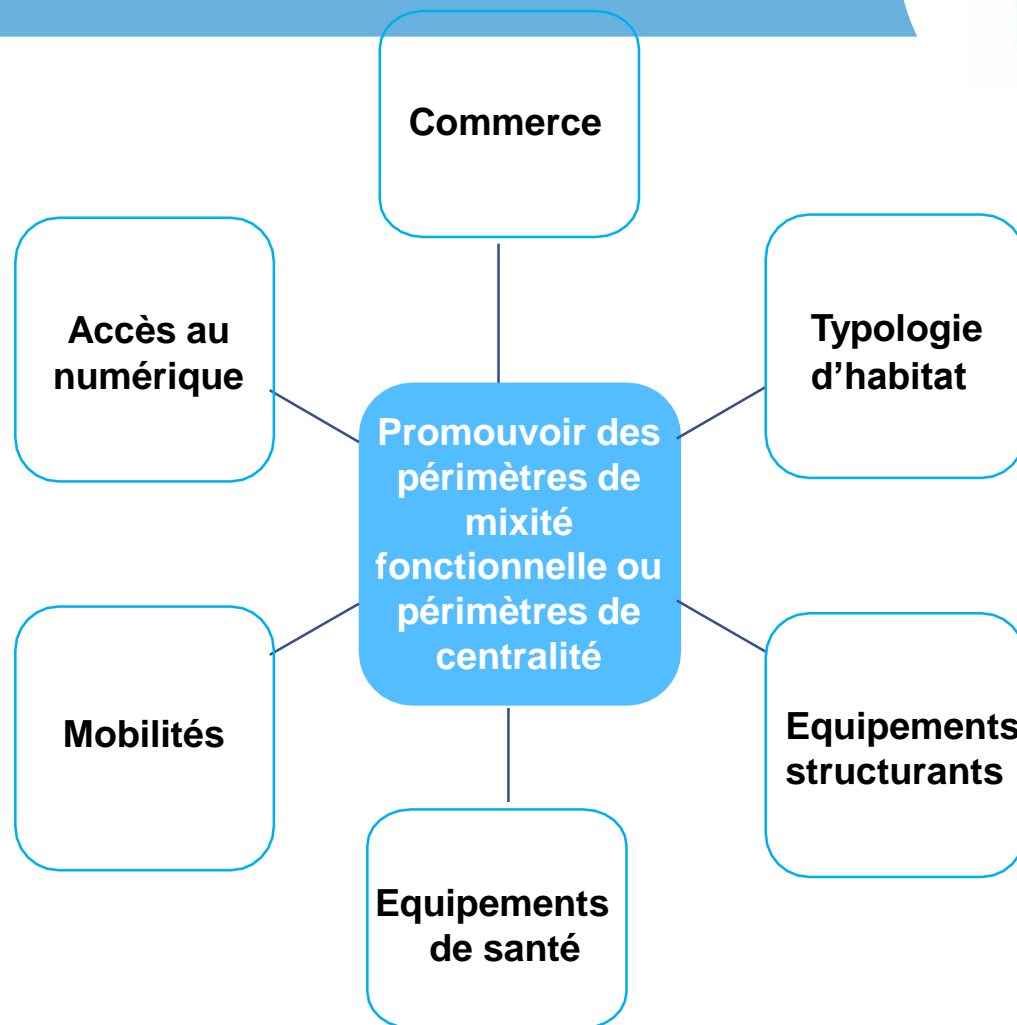 Commerce
Accès au
numérique
Typologie
d’habitat
Promouvoir des
périmètres de
mixité
fonctionnelle ou
périmètres de
centralité
Mobilités
Equipements
structurants
Equipements
de santé